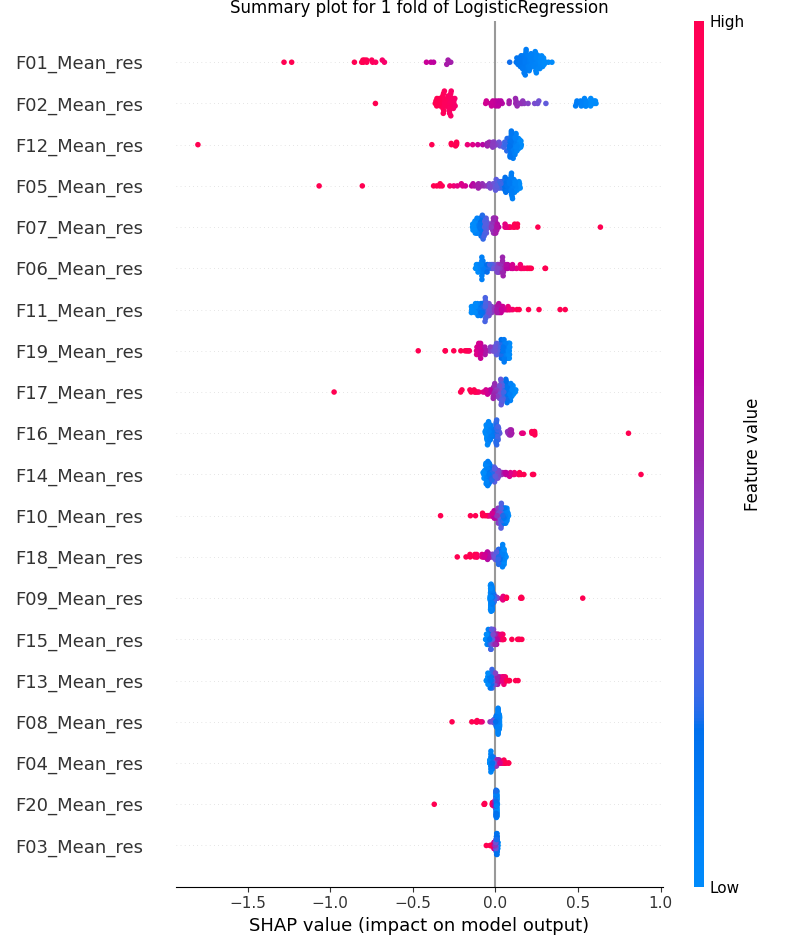 Summary plot for 1 fold of LogisticRegression
High
F01_Mean_res
F02_Mean_res
F12_Mean_res
F05_Mean_res
F07_Mean_res
F06_Mean_res
F11_Mean_res
F19_Mean_res
F17_Mean_res
F16_Mean_res
F14_Mean_res
F10_Mean_res
F18_Mean_res
F09_Mean_res
F15_Mean_res
F13_Mean_res
F08_Mean_res
F04_Mean_res
F20_Mean_res
F03_Mean_res
Feature value
Low
−1.5 −1.0 −0.5 0.0 0.5 1.0
SHAP value (impact on model output)